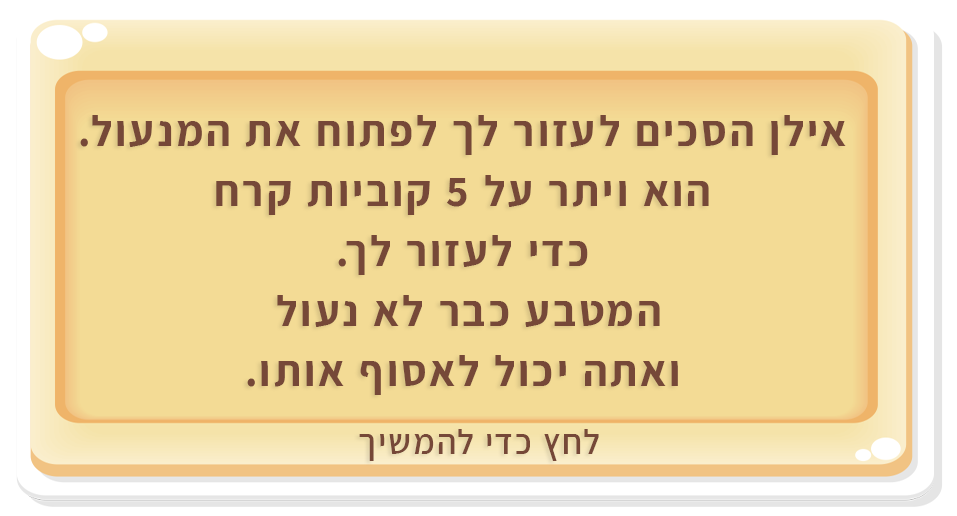 אילן הסכים לעזור לך לפתוח את המנעול.
הוא ויתר על 5 קוביות קרח
כדי לעזור לך.
המטבע כבר לא נעול
ואתה יכול לאסוף אותו.
לחץ כדי להמשיך